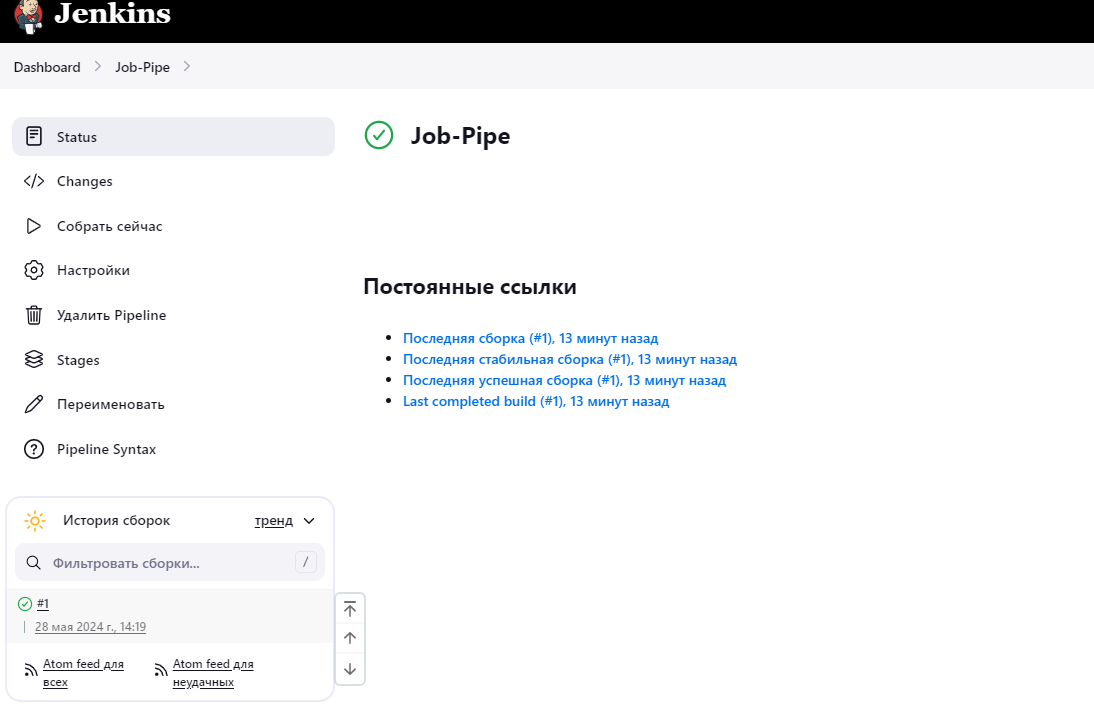 Jenkins
Dashboard
Job-Pipe
Status
Changes
Собрать сейчас
Настройки
Удалить Pipeline
Stages
Переименовать
Pipeline Syntax
История сборок
тренд
Фильтровать сборки...
/
#1
28 мая 2024 г., 14:19
Atom feed для
всех
Atom feed для
неудачных
Job-Pipe
Постоянные ссылки
Последняя сборка (#1), 13 минут назад
Последняя стабильная сборка (#1), 13 минут назад
Последняя успешная сборка (#1), 13 минут назад
Last completed build (#1), 13 минут назад